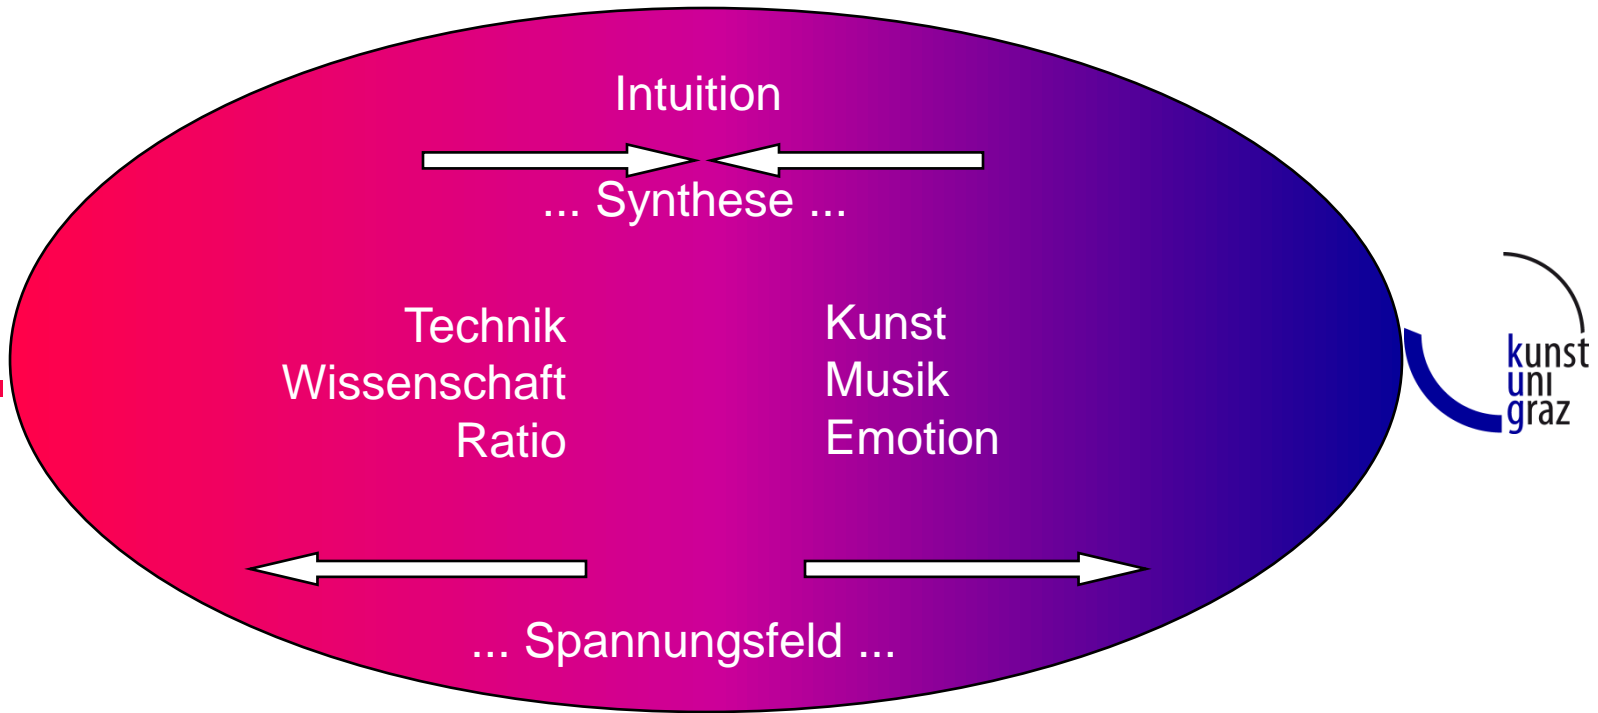 Intuition
... Synthese ...
Technik
Wissenschaft
Ratio
Kunst
Musik
Emotion
... Spannungsfeld ...
kunst
uni
graz